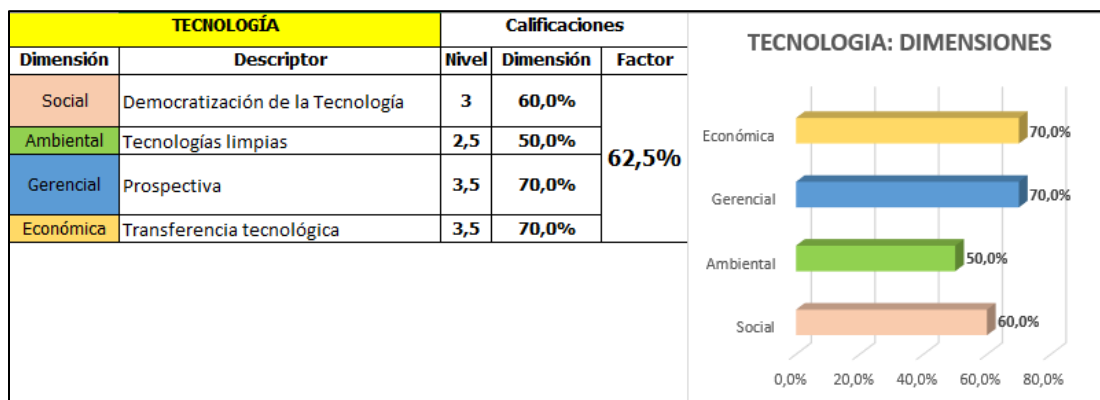 TECNOLOGÍA Calificaciones
Dimensión Descriptor Nivel Dimensión Factor
Social Democratización de la Tecnología 3 60,0%
Ambiental Tecnologías limpias 2,5 50,0%
62,5%
Gerencial Prospectiva 3,5 70,0%
Económica Transferencia tecnológica 3,5 70,0%
TECNOLOGIA: DIMENSIONES
Económica 70,0%
Gerencial 70,0%
Ambiental 50,0%
Social 60,0%
0,0% 20,0% 40,0% 60,0% 80,0%